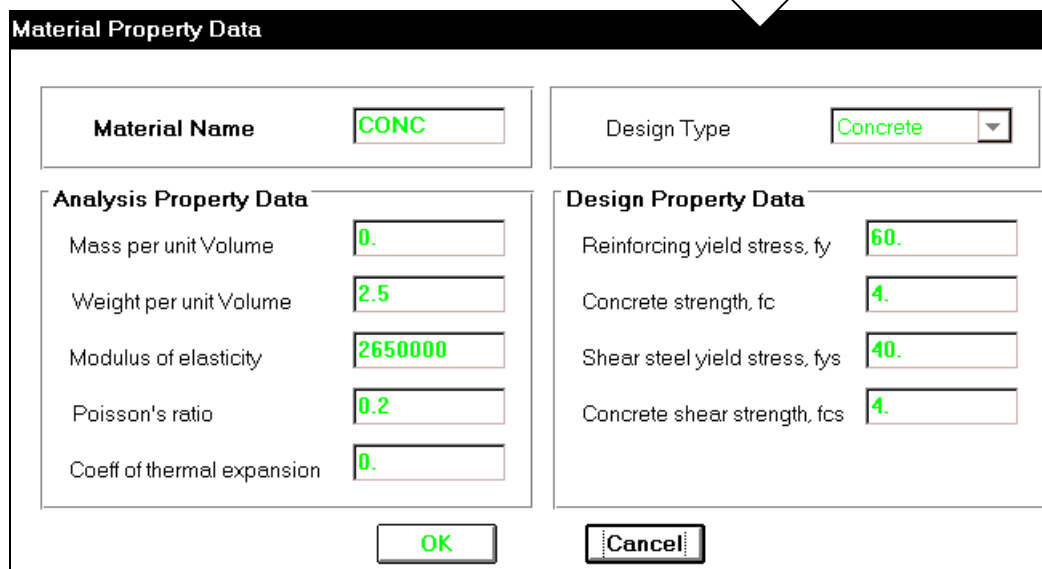 Material Property Data
Material Name CONC
Design Type Concrete
Analysis Property Data
Mass per unit Volume 0.
Weight per unit Volume 2.5
Modulus of elasticity 2650000
Poisson's ratio 0.2
Coeff of thermal expansion 0.
Design Property Data
Reinforcing yield stress, fy 60.
Concrete strength, fc 4.
Shear steel yield stress, fys 40.
Concrete shear strength, fcs 4.
OK Cancel